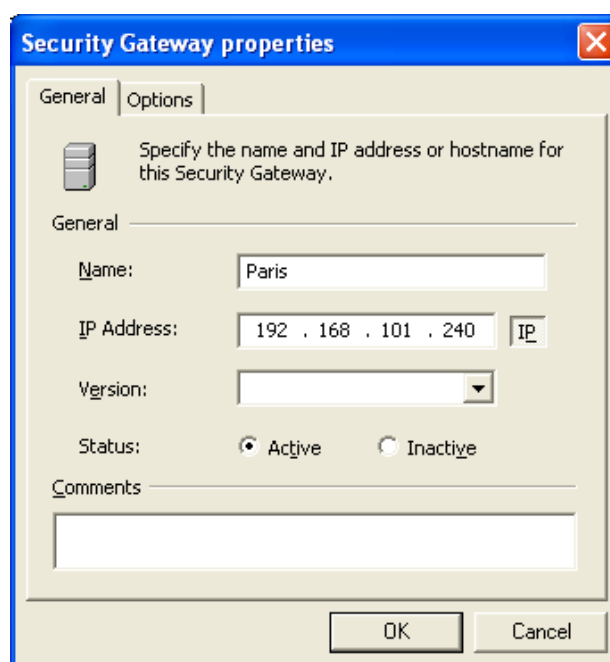 Security Gateway properties
General Options
Specify the name and IP address or hostname for
this Security Gateway.
General
Name: Paris
IP Address: 192 . 168 . 101 . 240 IP
Version:
Status: Active Inactive
Comments
OK Cancel